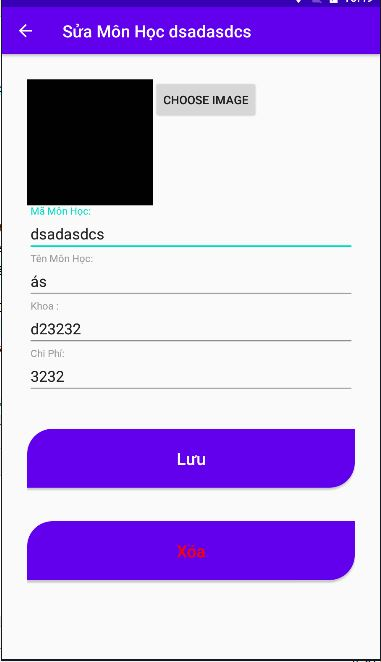 Sửa Môn Học dsadasdcs
CHOOSE IMAGE
Mã Môn Học:
dsadasdcs
Tên Môn Học:
ás
Khoa :
d23232
Chi Phí:
3232
Lưu
Xóa